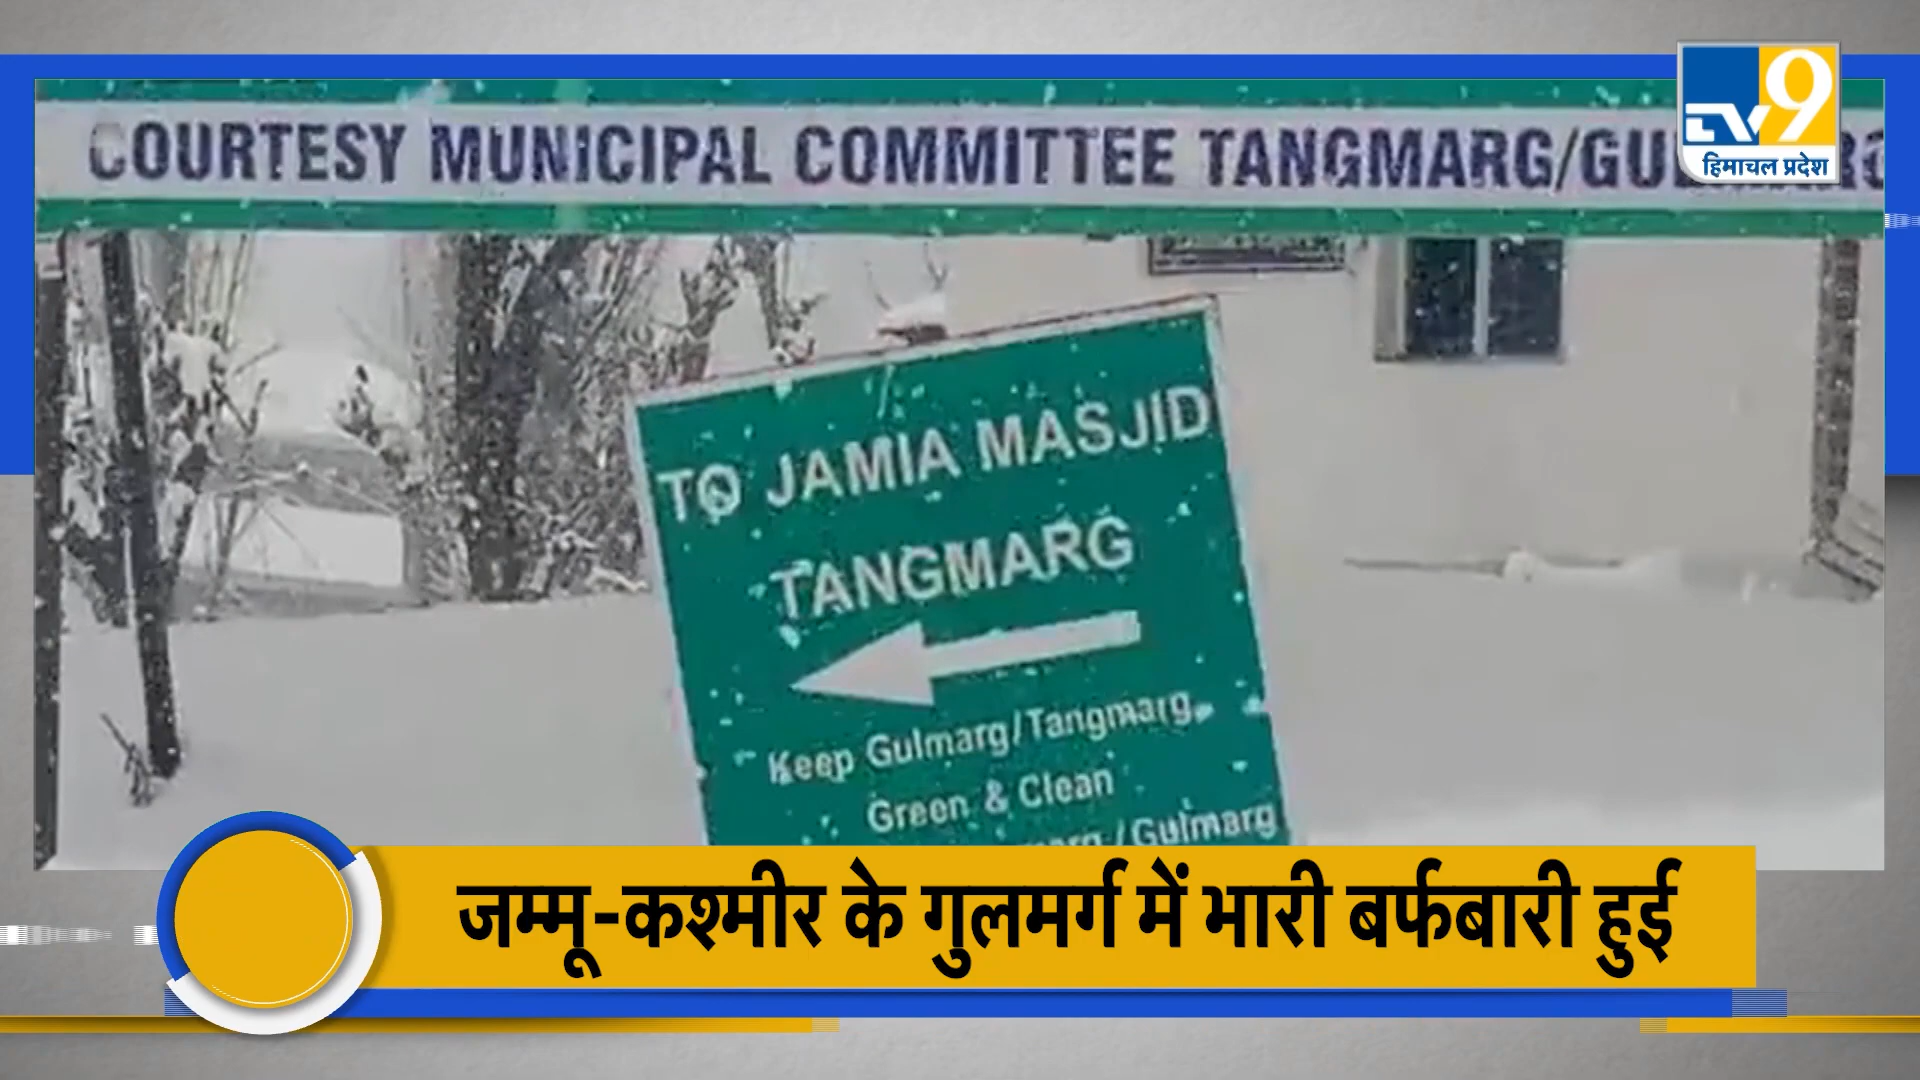 COURTESY MUNICIPAL COMMITTEE TANGMARG/GULMARG
TV9
हिमाचल प्रदेश
TO JAMIA MASJID
TANGMARG
Keep Gulmarg/Tangmarg
Green & Clean
/Gulmarg
जम्मू-कश्मीर के गुलमर्ग में भारी बर्फबारी हुई